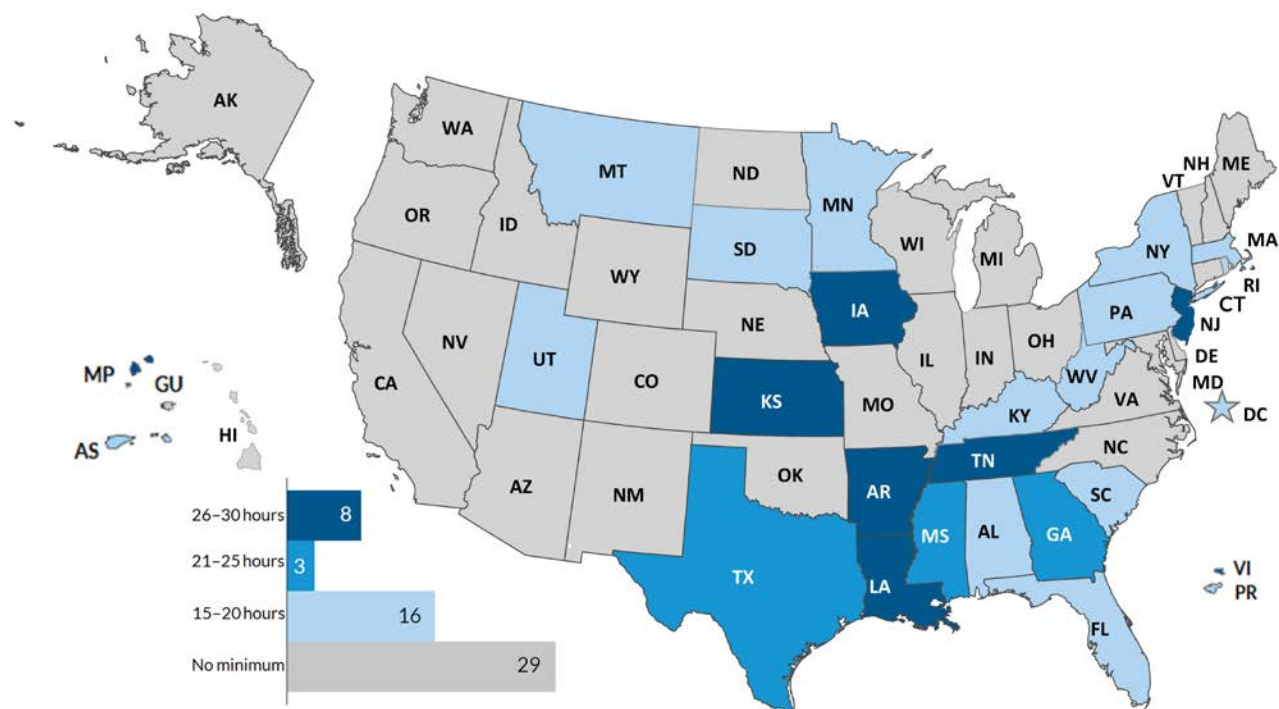 AK
WA
MT
ND
MN
OR
ID
SD
WI
MI
WY
NH
ME
VT
NY
MA
RI
CT
PA
NJ
IA
NE
NV
UT
CO
CA
IL
IN
OH
DE
MD
WV
VA
DC
KS
MO
KY
MP
GU
AS
HI
AZ
NM
OK
AR
TN
NC
SC
MS
AL
GA
TX
LA
FL
VI
PR
26–30 hours 8
21–25 hours 3
15–20 hours 16
No minimum 29